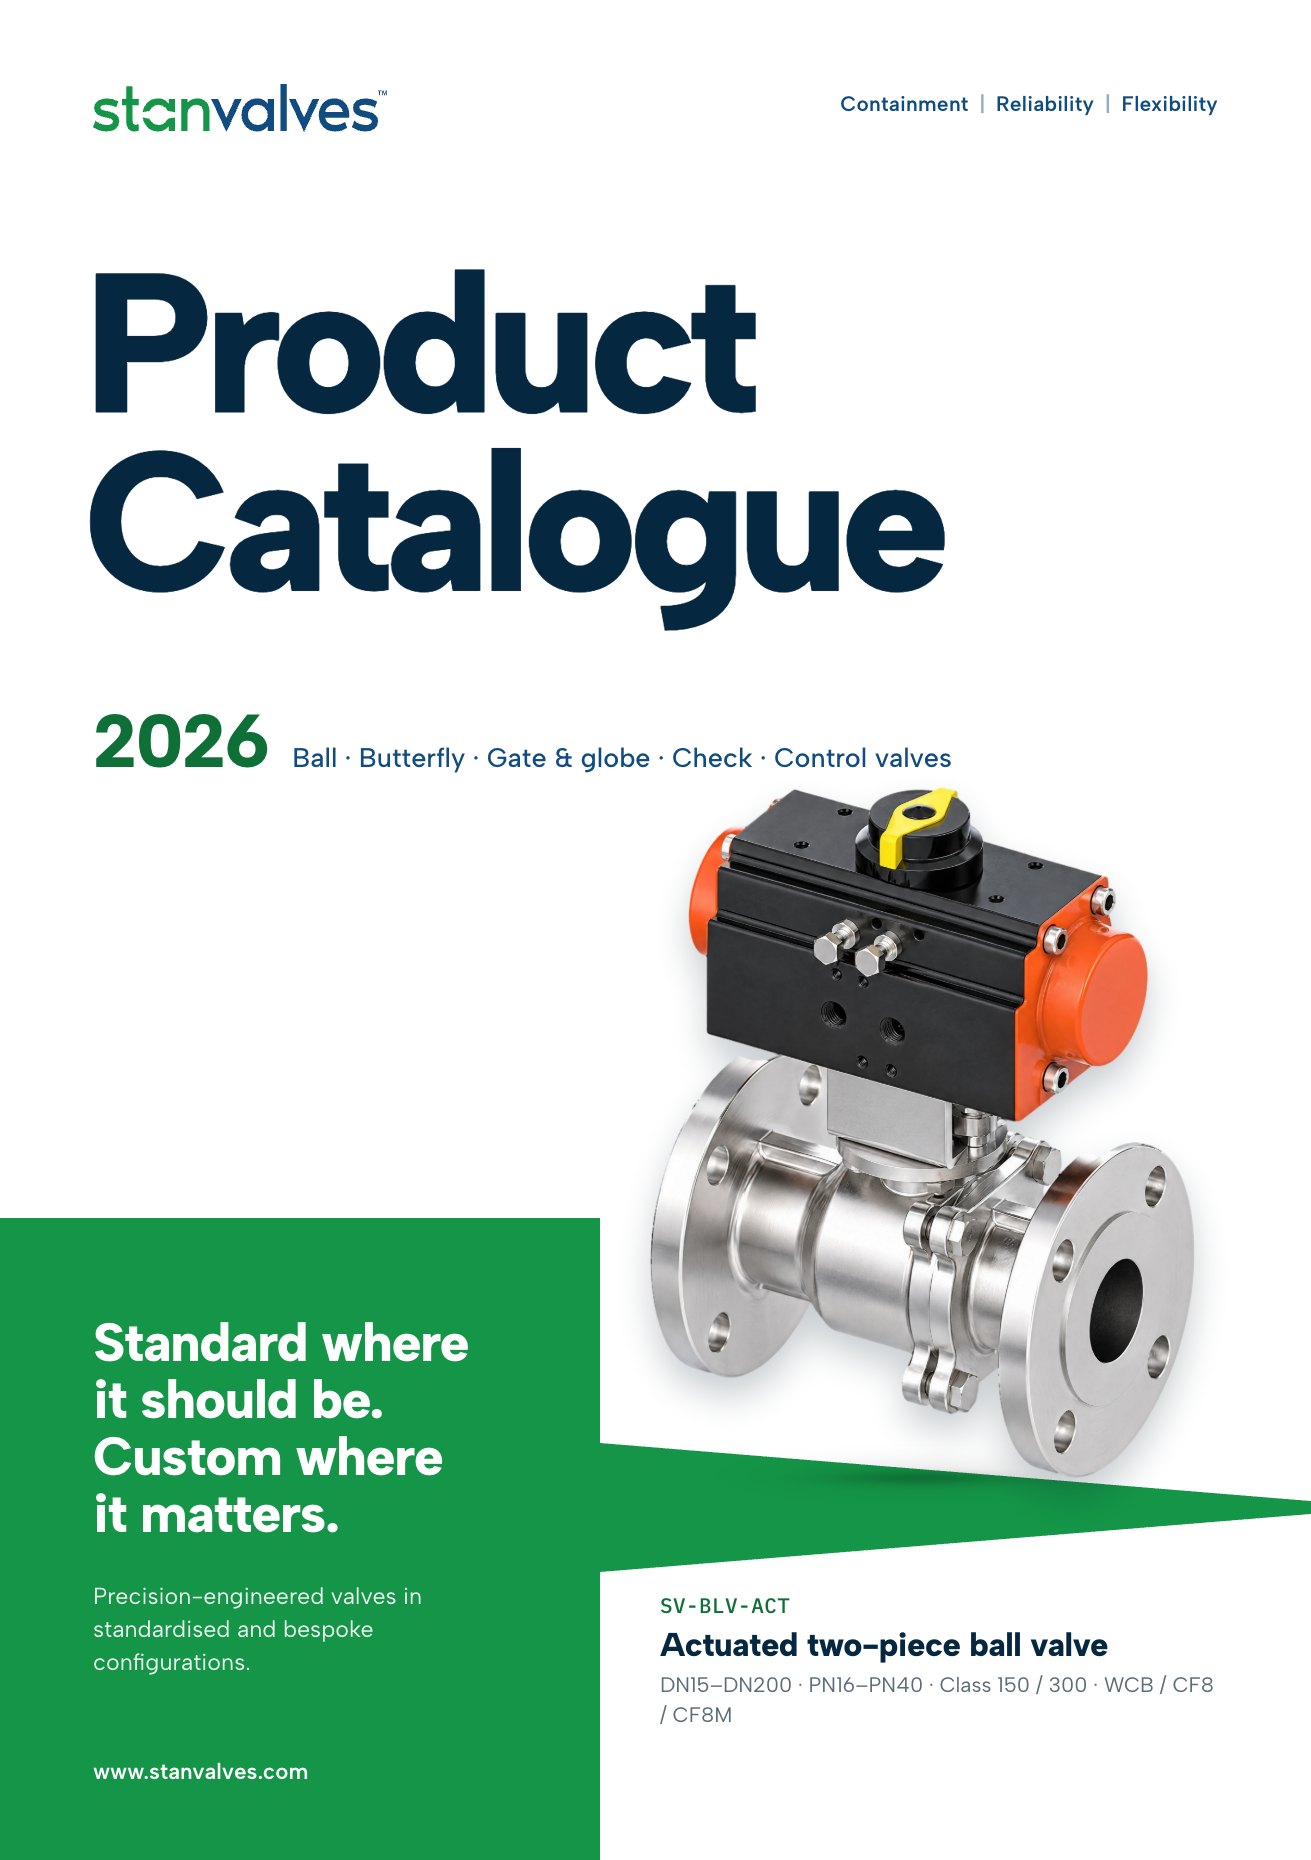 stanvalves™
Containment | Reliability | Flexibility
Product
Catalogue
2026 Ball · Butterfly · Gate & globe · Check · Control valves
Standard where
it should be.
Custom where
it matters.
Precision-engineered valves in
standardised and bespoke
configurations.
www.stanvalves.com
SV-BLV-ACT
Actuated two-piece ball valve
DN15–DN200 · PN16–PN40 · Class 150 / 300 · WCB / CF8
/ CF8M